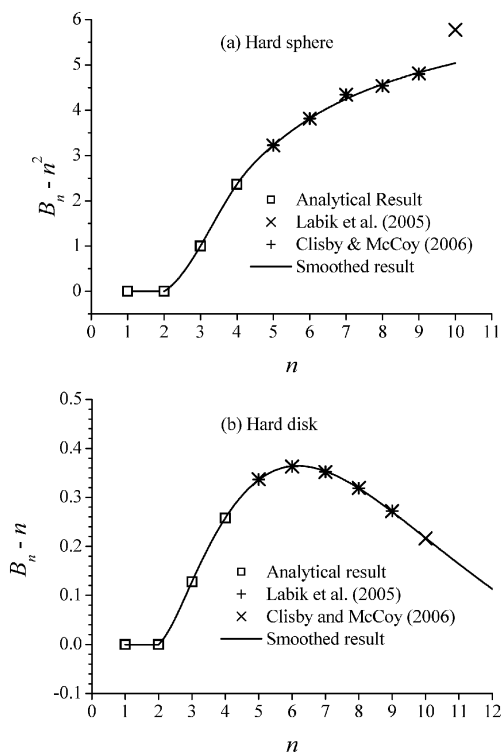 6
(a) Hard sphere
5
4
3
2
1
0
Bn - n²
Analytical Result
Labik et al. (2005)
Clisby & McCoy (2006)
Smoothed result
0 1 2 3 4 5 6 7 8 9 10 11
n
0.5
(b) Hard disk
0.4
0.3
0.2
0.1
0.0
-0.1
Bn - n
Analytical result
Labik et al. (2005)
Clisby and McCoy (2006)
Smoothed result
0 1 2 3 4 5 6 7 8 9 10 11 12
n